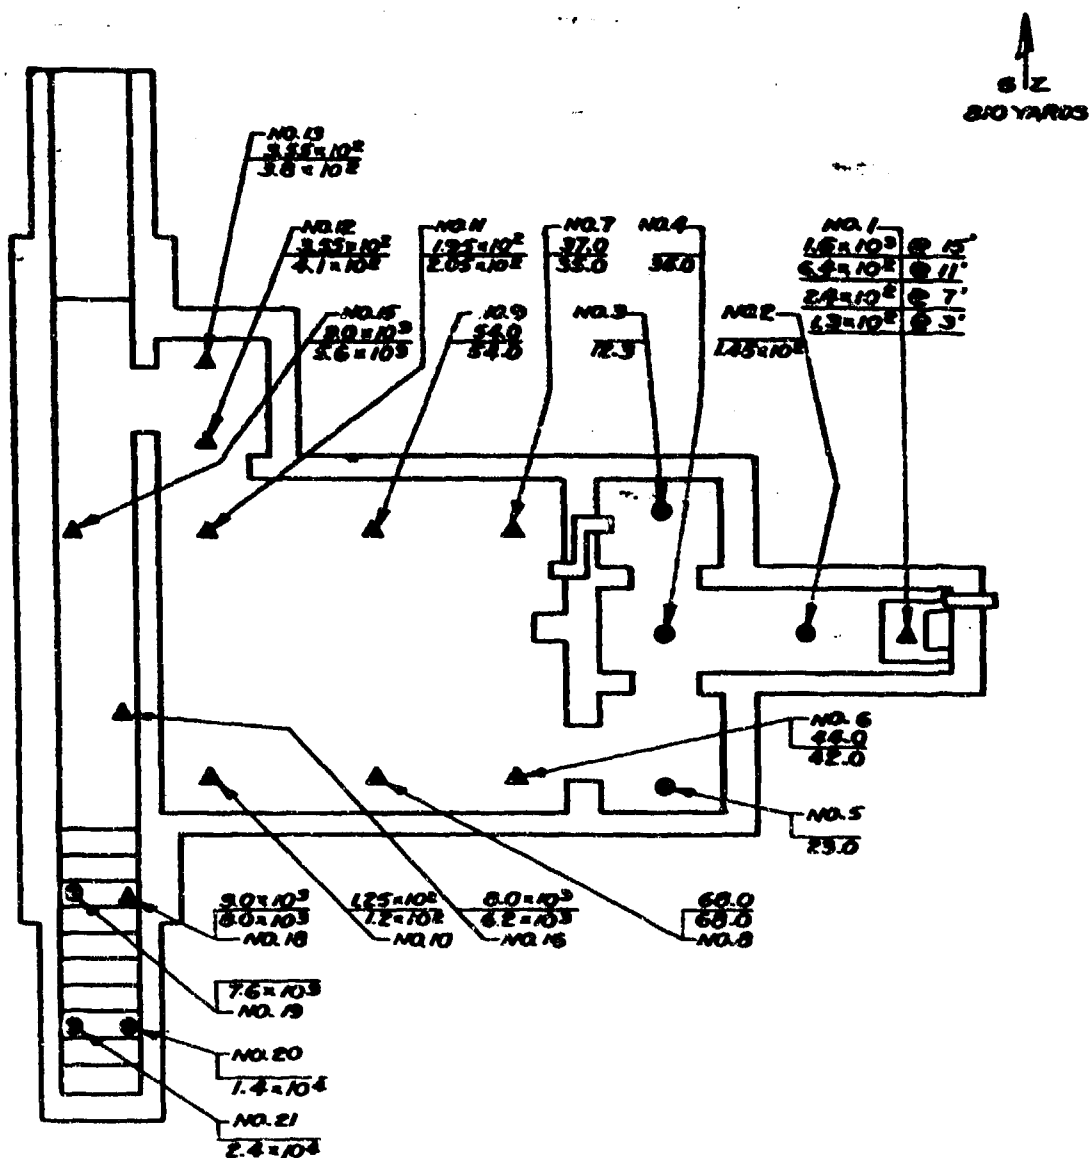 GZ
810 YARDS
NO. 13
3.55 × 10²
3.8 × 10²
NO. 12
3.55 × 10²
4.1 × 10²
NO. 11
1.95 × 10²
2.05 × 10²
NO. 7
37.0
35.0
NO. 4
36.0
NO. 1
1.6 × 10³ @ 15'
6.4 × 10² @ 11'
2.4 × 10² @ 7'
1.3 × 10² @ 3'
NO. 15
5.6 × 10³
NO. 9
54.0
54.0
NO. 3
12.3
NO. 2
1.45 × 10²
NO. 6
44.0
42.0
NO. 5
23.0
9.0 × 10³
8.0 × 10³
NO. 18
1.25 × 10²
1.2 × 10²
NO. 10
8.0 × 10³
6.2 × 10³
NO. 16
68.0
68.0
NO. 8
7.6 × 10³
NO. 19
NO. 20
1.4 × 10⁴
NO. 21
2.4 × 10⁴